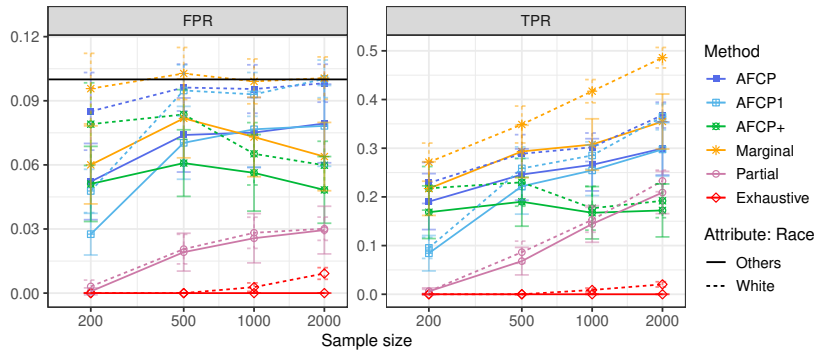 FPR
TPR
0.12
0.09
0.06
0.03
0.00
0.5
0.4
0.3
0.2
0.1
0.0
200 500 1000 2000
200 500 1000 2000
Sample size
Method
AFCP
AFCP1
AFCP+
Marginal
Partial
Exhaustive
Attribute: Race
Others
White